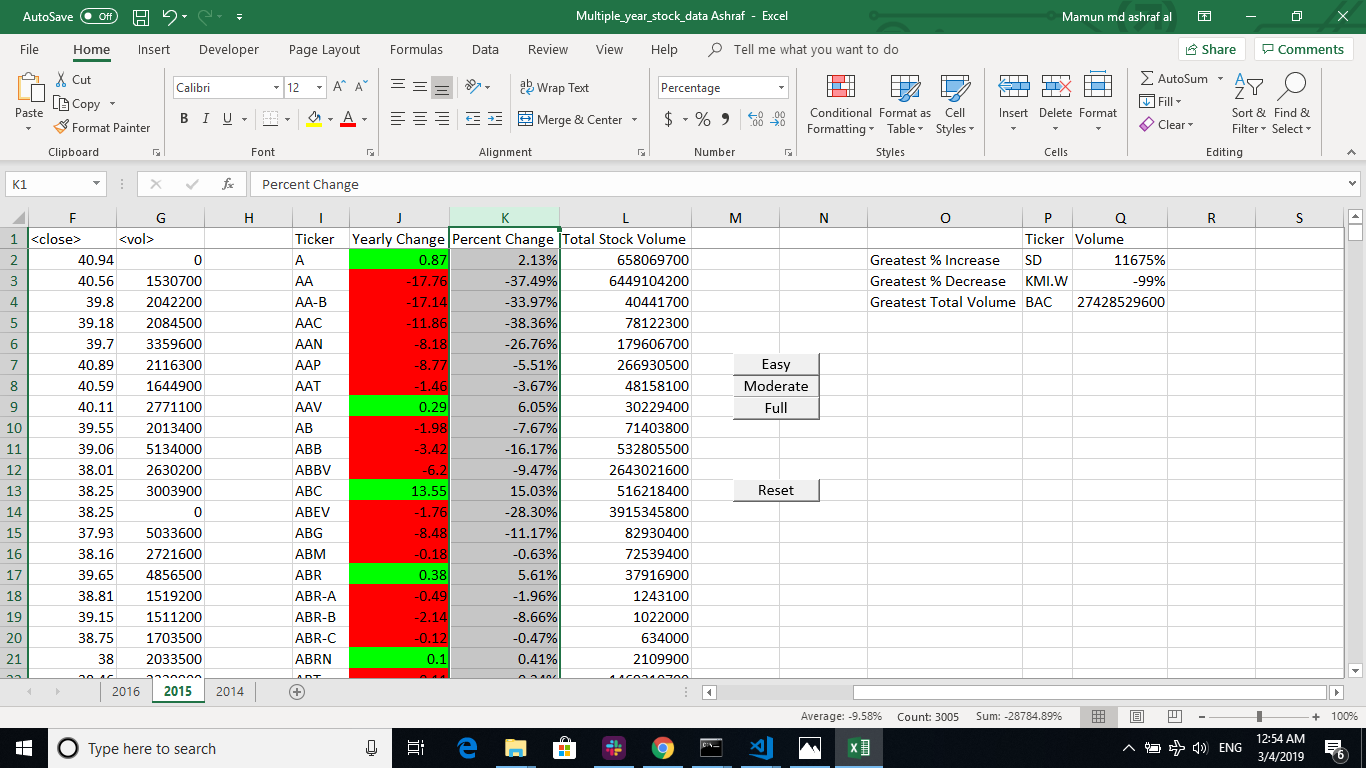 AutoSave Off Multiple_year_stock_data Ashraf - Excel Mamun md ashraf al
File Home Insert Developer Page Layout Formulas Data Review View Help Tell me what you want to do Share Comments
Paste Cut Copy Format Painter Clipboard
Calibri 12 B I U A Font
Wrap Text Merge & Center Alignment
Percentage $ % Number
Conditional Formatting Format as Table Cell Styles Styles
Insert Delete Format Cells
AutoSum Fill Clear Sort & Filter Find & Select Editing
K1 fx Percent Change
F G H I J K L M N O P Q R S
1 <close> <vol> Ticker Yearly Change Percent Change Total Stock Volume Ticker Volume
2 40.94 0 A 0.87 2.13% 658069700 Greatest % Increase SD 11675%
3 40.56 1530700 AA -17.76 -37.49% 6449104200 Greatest % Decrease KMI.W -99%
4 39.8 2042200 AA-B -17.14 -33.97% 40441700 Greatest Total Volume BAC 27428529600
5 39.18 2084500 AAC -11.86 -38.36% 78122300
6 39.7 3359600 AAN -8.18 -26.76% 179606700
7 40.89 2116300 AAP -8.77 -5.51% 266930500 Easy
8 40.59 1644900 AAT -1.46 -3.67% 48158100 Moderate
9 40.11 2771100 AAV 0.29 6.05% 30229400 Full
10 39.55 2013400 AB -1.98 -7.67% 71403800
11 39.06 5134000 ABB -3.42 -16.17% 532805500
12 38.01 2630200 ABBV -6.2 -9.47% 2643021600
13 38.25 3003900 ABC 13.55 15.03% 516218400 Reset
14 38.25 0 ABEV -1.76 -28.30% 3915345800
15 37.93 5033600 ABG -8.48 -11.17% 82930400
16 38.16 2721600 ABM -0.18 -0.63% 72539400
17 39.65 4856500 ABR 0.38 5.61% 37916900
18 38.81 1519200 ABR-A -0.49 -1.96% 1243100
19 39.15 1511200 ABR-B -2.14 -8.66% 1022000
20 38.75 1703500 ABR-C -0.12 -0.47% 634000
21 38 2033500 ABRN 0.1 0.41% 2109900
2016 2015 2014
Average: -9.58% Count: 3005 Sum: -28784.89% 100%
Type here to search ENG 12:54 AM
3/4/2019 6